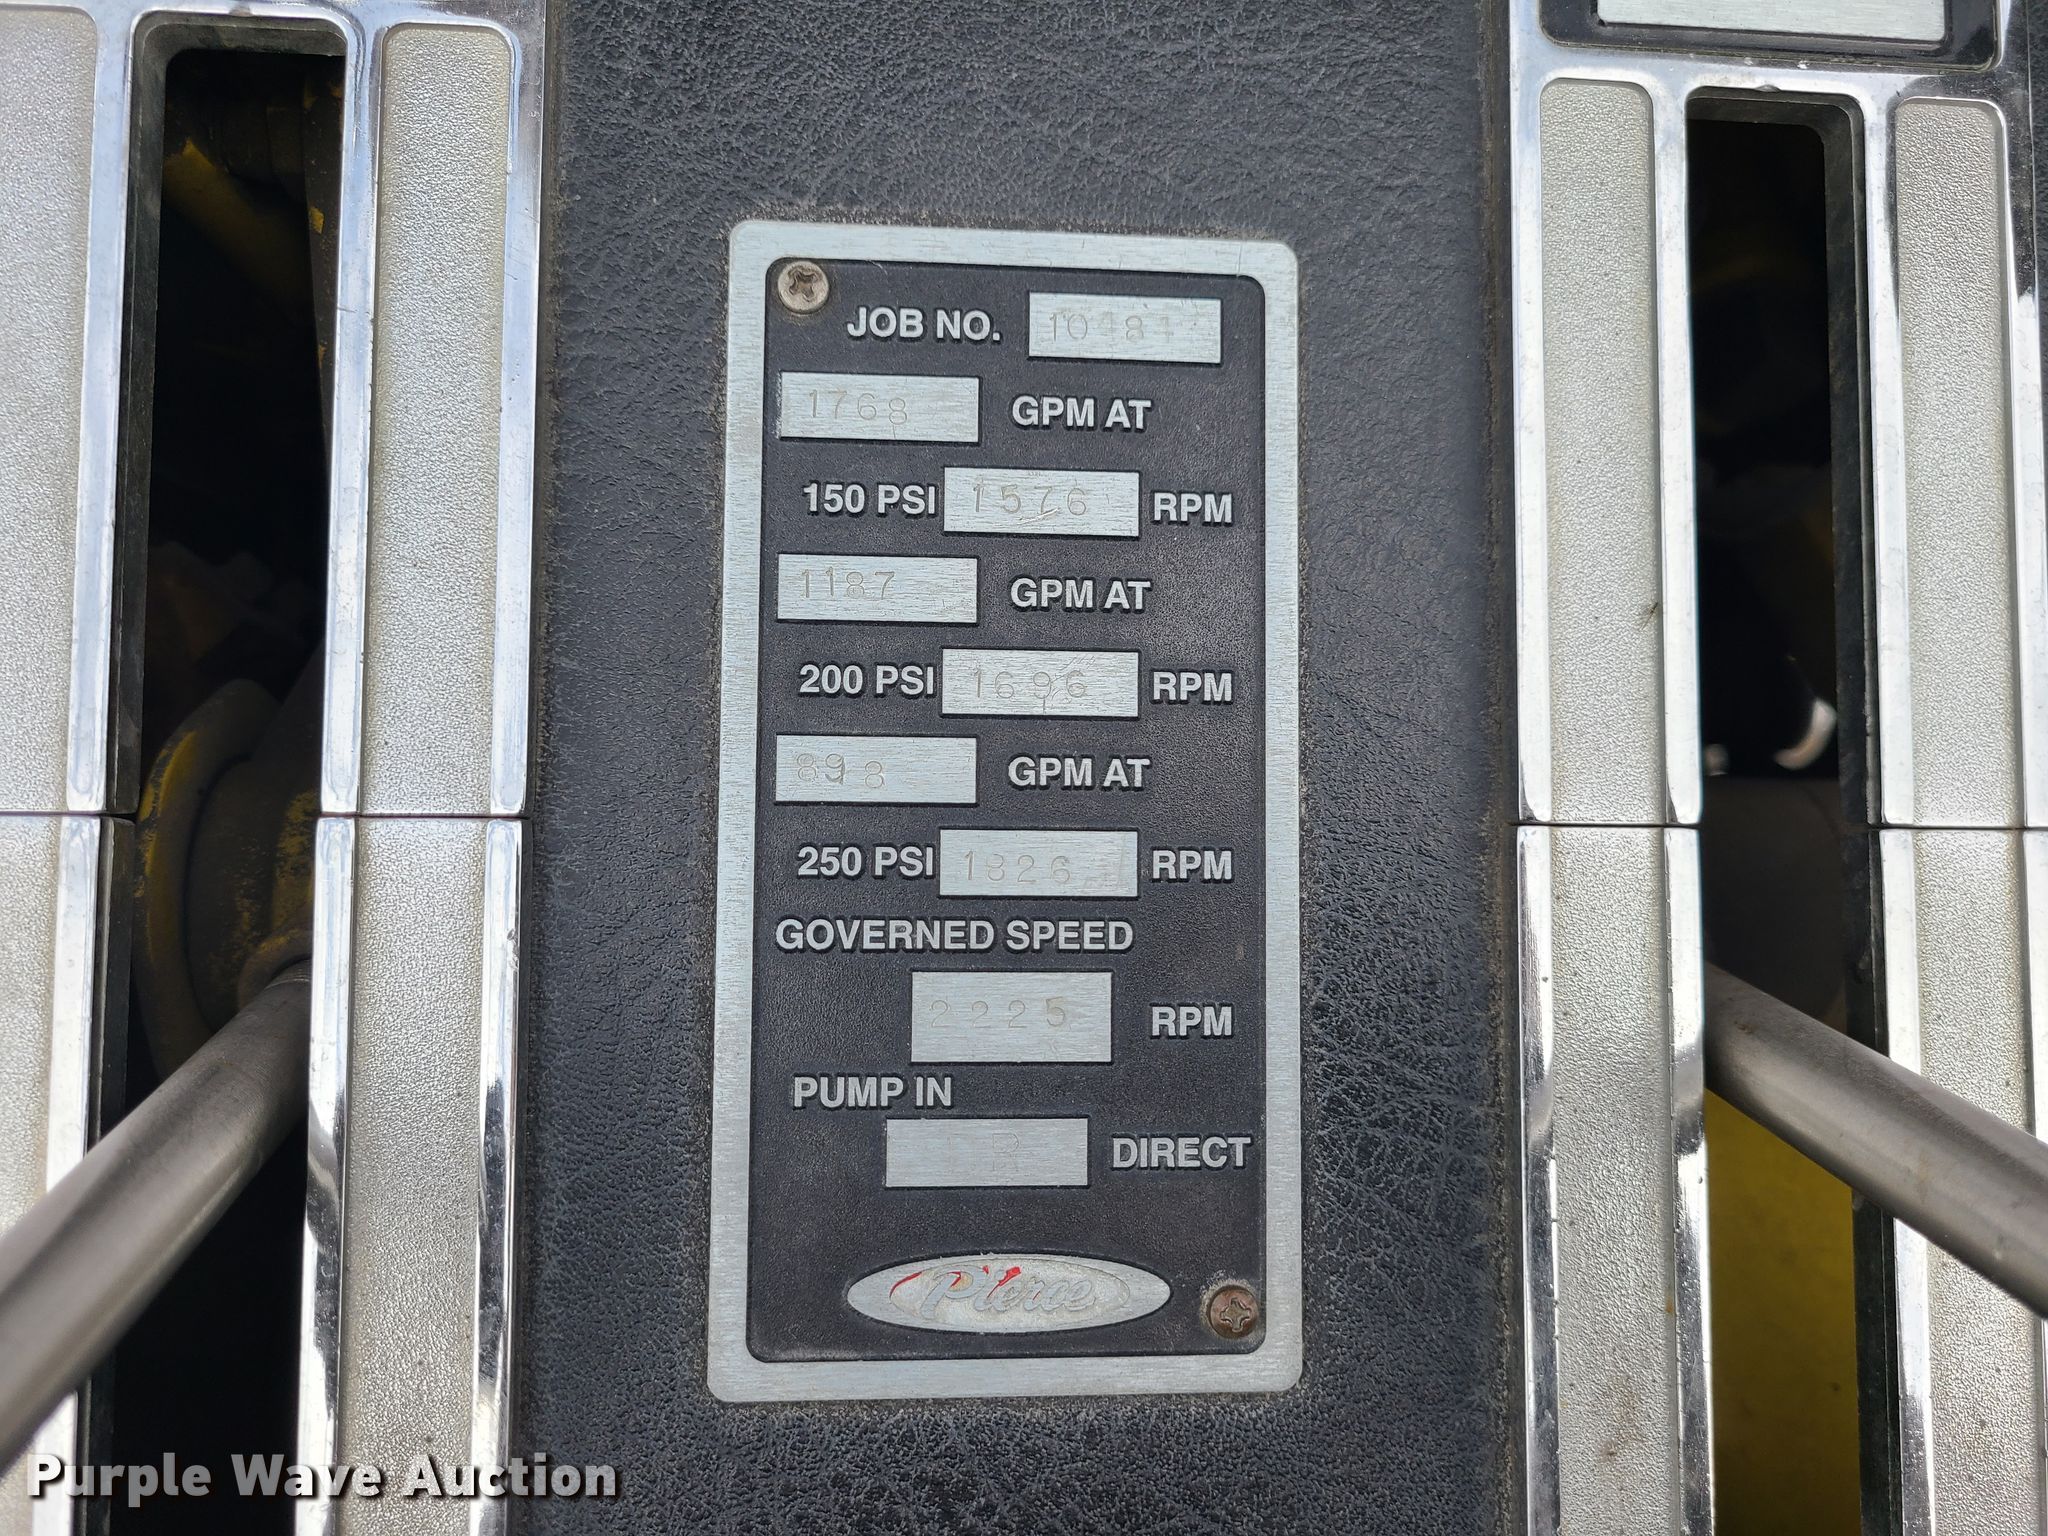 JOB NO. 10481
1768 GPM AT
150 PSI 1576 RPM
1187 GPM AT
200 PSI 1696 RPM
898 GPM AT
250 PSI 1826 RPM
GOVERNED SPEED
2225 RPM
PUMP IN
DIRECT
Pierce
Purple Wave Auction